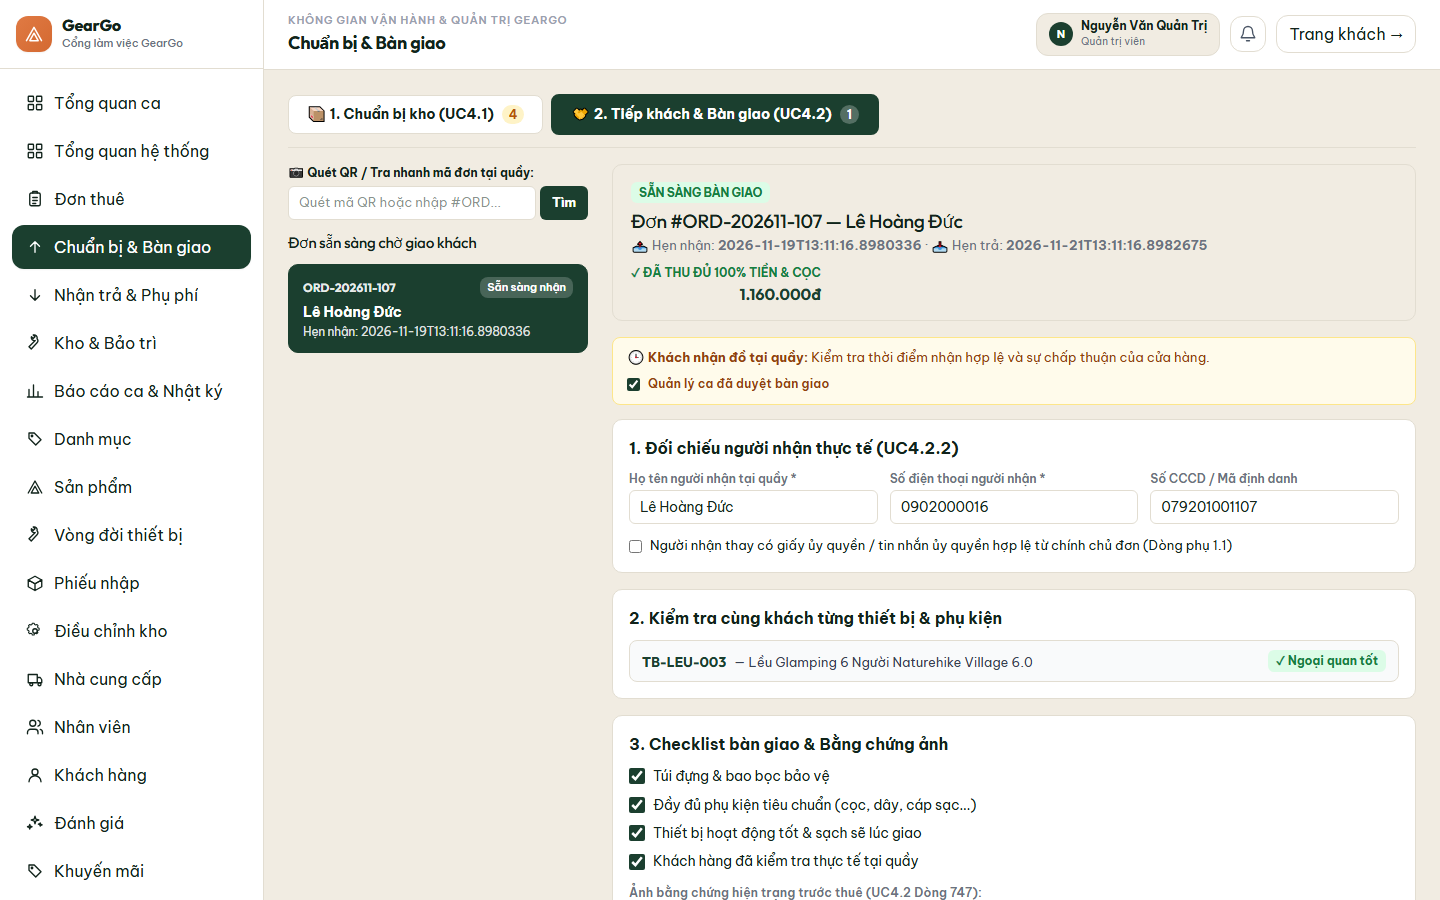 GearGo
Cổng làm việc GearGo
Tổng quan ca
Tổng quan hệ thống
Đơn thuê
Chuẩn bị & Bàn giao
Nhận trả & Phụ phí
Kho & Bảo trì
Báo cáo ca & Nhật ký
Danh mục
Sản phẩm
Vòng đời thiết bị
Phiếu nhập
Điều chỉnh kho
Nhà cung cấp
Nhân viên
Khách hàng
Đánh giá
Khuyến mãi
KHÔNG GIAN VẬN HÀNH & QUẢN TRỊ GEARGO
Chuẩn bị & Bàn giao
N
Nguyễn Văn Quản Trị
Quản trị viên
Trang khách →
1. Chuẩn bị kho (UC4.1) 4
2. Tiếp khách & Bàn giao (UC4.2) 1
Quét QR / Tra nhanh mã đơn tại quầy:
Quét mã QR hoặc nhập #ORD...
Tìm
Đơn sẵn sàng chờ giao khách
ORD-202611-107
Sẵn sàng nhận
Lê Hoàng Đức
Hẹn nhận: 2026-11-19T13:11:16.8980336
SẴN SÀNG BÀN GIAO
Đơn #ORD-202611-107 — Lê Hoàng Đức
Hẹn nhận: 2026-11-19T13:11:16.8980336 · Hẹn trả: 2026-11-21T13:11:16.8982675
✓ ĐÃ THU ĐỦ 100% TIỀN & CỌC
1.160.000đ
Khách nhận đồ tại quầy: Kiểm tra thời điểm nhận hợp lệ và sự chấp thuận của cửa hàng.
Quản lý ca đã duyệt bàn giao
1. Đối chiếu người nhận thực tế (UC4.2.2)
Họ tên người nhận tại quầy *
Số điện thoại người nhận *
Số CCCD / Mã định danh
Lê Hoàng Đức
0902000016
079201001107
Người nhận thay có giấy ủy quyền / tin nhắn ủy quyền hợp lệ từ chính chủ đơn (Dòng phụ 1.1)
2. Kiểm tra cùng khách từng thiết bị & phụ kiện
TB-LEU-003 — Lều Glamping 6 Người Naturehike Village 6.0
✓ Ngoại quan tốt
3. Checklist bàn giao & Bằng chứng ảnh
Túi đựng & bao bọc bảo vệ
Đầy đủ phụ kiện tiêu chuẩn (cọc, dây, cáp sạc...)
Thiết bị hoạt động tốt & sạch sẽ lúc giao
Khách hàng đã kiểm tra thực tế tại quầy
Ảnh bằng chứng hiện trạng trước thuê (UC4.2 Dòng 747):